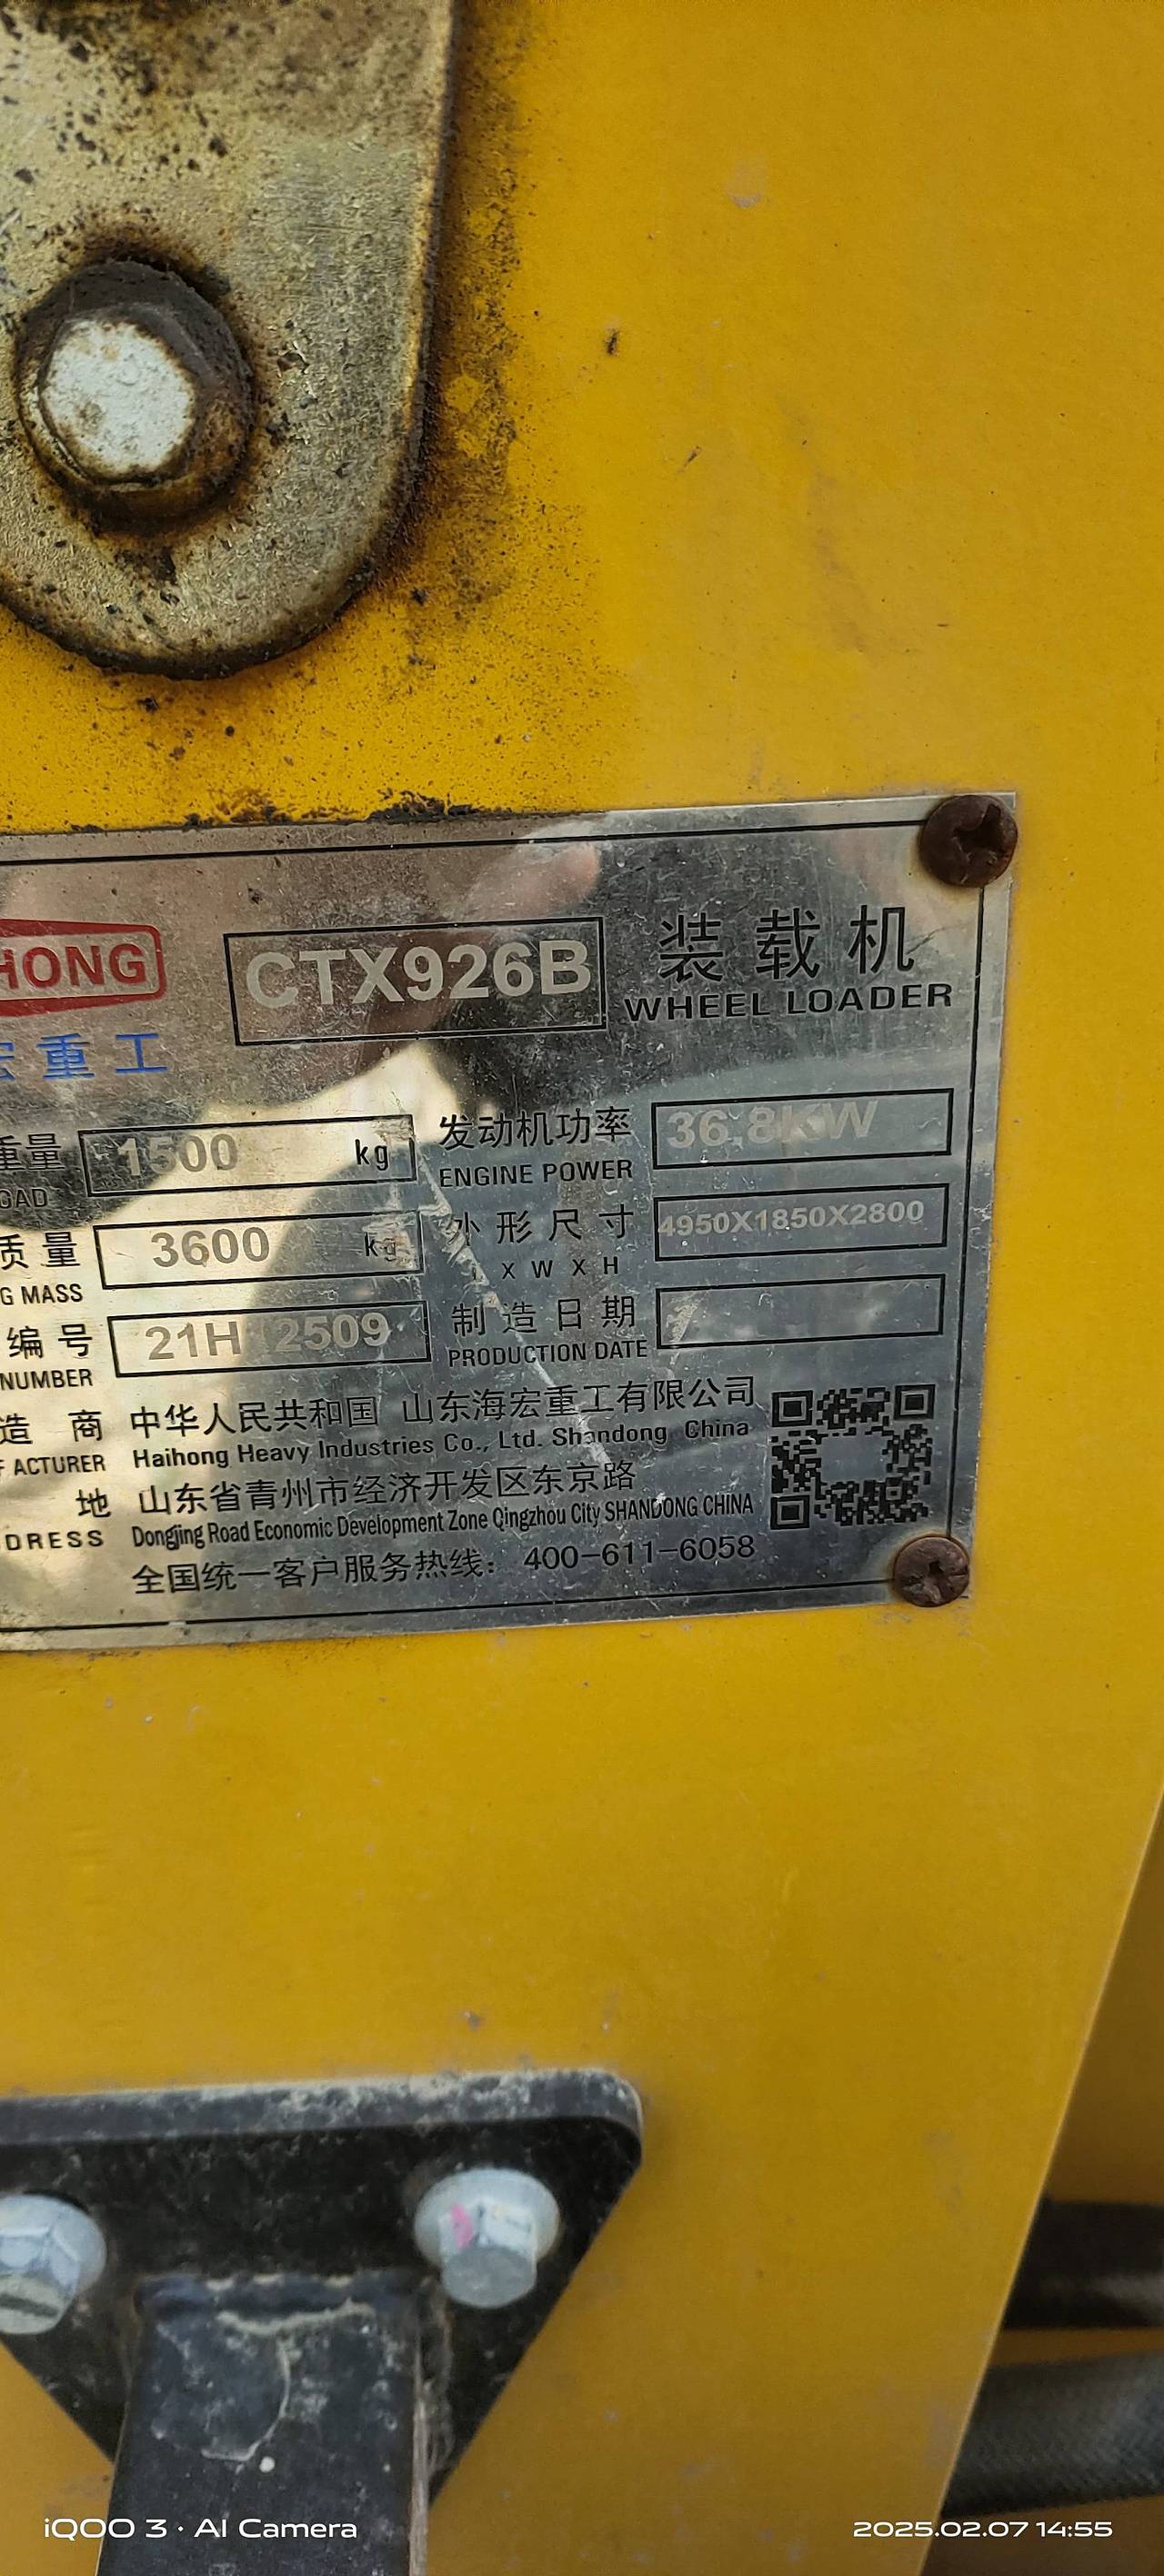 HONG
CTX926B
装载机
WHEEL LOADER
宏重工
重量 1500 kg
发动机功率 36.8KW
OAD
ENGINE POWER
质量 3600 kg
外形尺寸 4950X1850X2800
G MASS
X W X H
编号 21H 2509
制造日期
NUMBER
PRODUCTION DATE
造商 中华人民共和国 山东海宏重工有限公司
FACTURER Haihong Heavy Industries Co., Ltd. Shandong China
地 山东省青州市经济开发区东京路
DRESS Dongjing Road Economic Development Zone Qingzhou City SHANDONG CHINA
全国统一客户服务热线：400-611-6058
iQOO 3 · AI Camera
2025.02.07 14:55